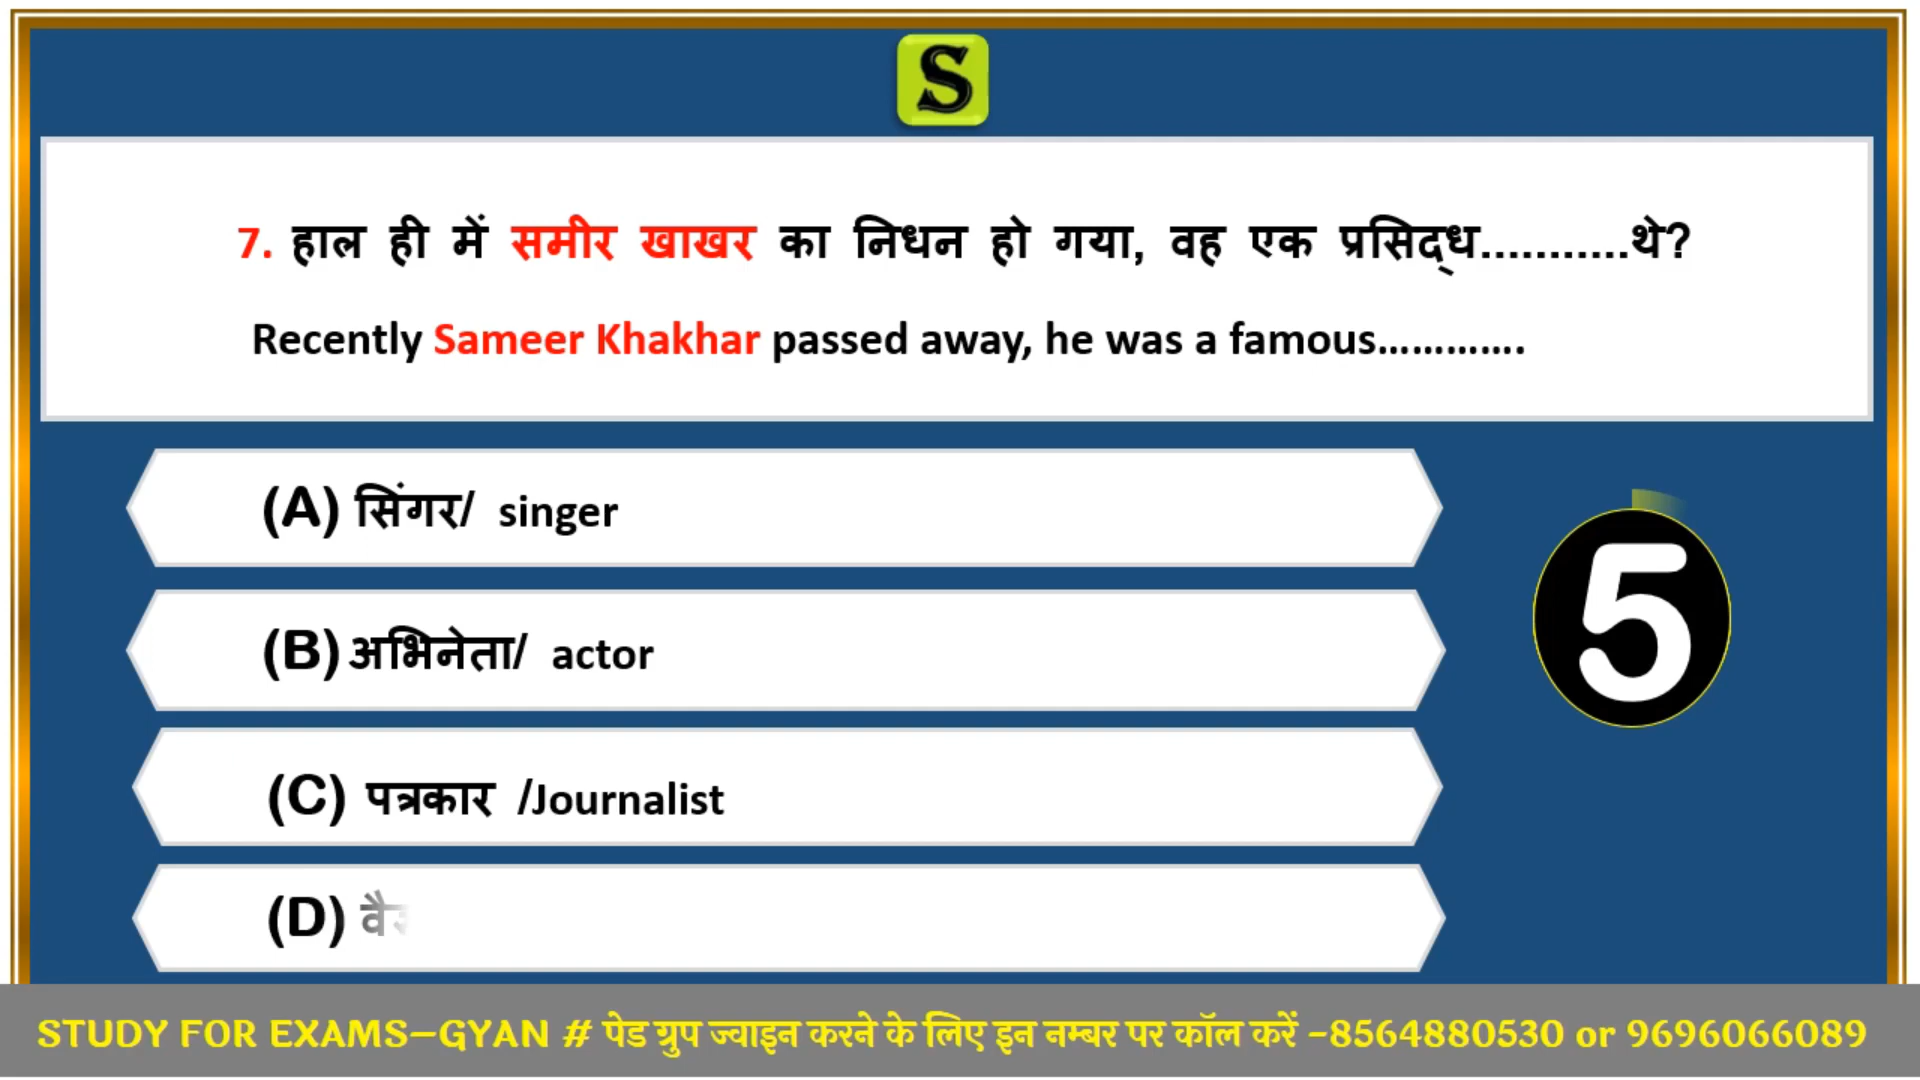 S
7. हाल ही में समीर खाखर का निधन हो गया, वह एक प्रसिद्ध...........थे?
Recently Sameer Khakhar passed away, he was a famous.............
(A) सिंगर/ singer
(B) अभिनेता/ actor
5
(C) पत्रकार /Journalist
(D)
STUDY FOR EXAMS–GYAN # पेड ग्रुप ज्वाइन करने के लिए इन नम्बर पर कॉल करें -8564880530 or 9696066089